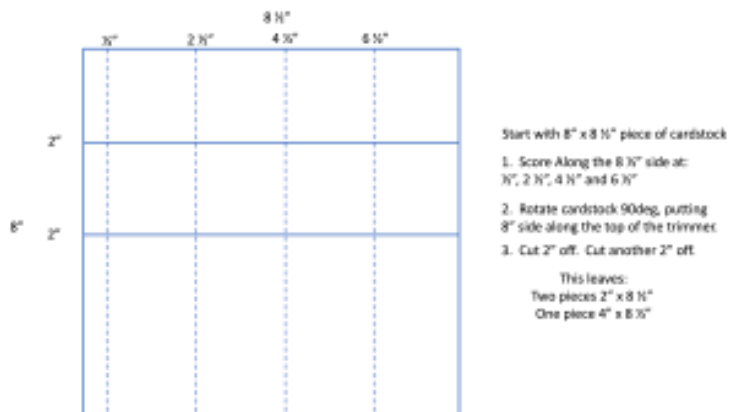 8 ½"
½" 2 ½" 4 ½" 6 ½"
2"
8" 2"
Start with 8" x 8 ½" piece of cardstock
1. Score Along the 8 ½" side at:
½", 2 ½", 4 ½" and 6 ½"
2. Rotate cardstock 90deg, putting
8" side along the top of the trimmer.
3. Cut 2" off. Cut another 2" off.
This leaves:
Two pieces 2" x 8 ½"
One piece 4" x 8 ½"